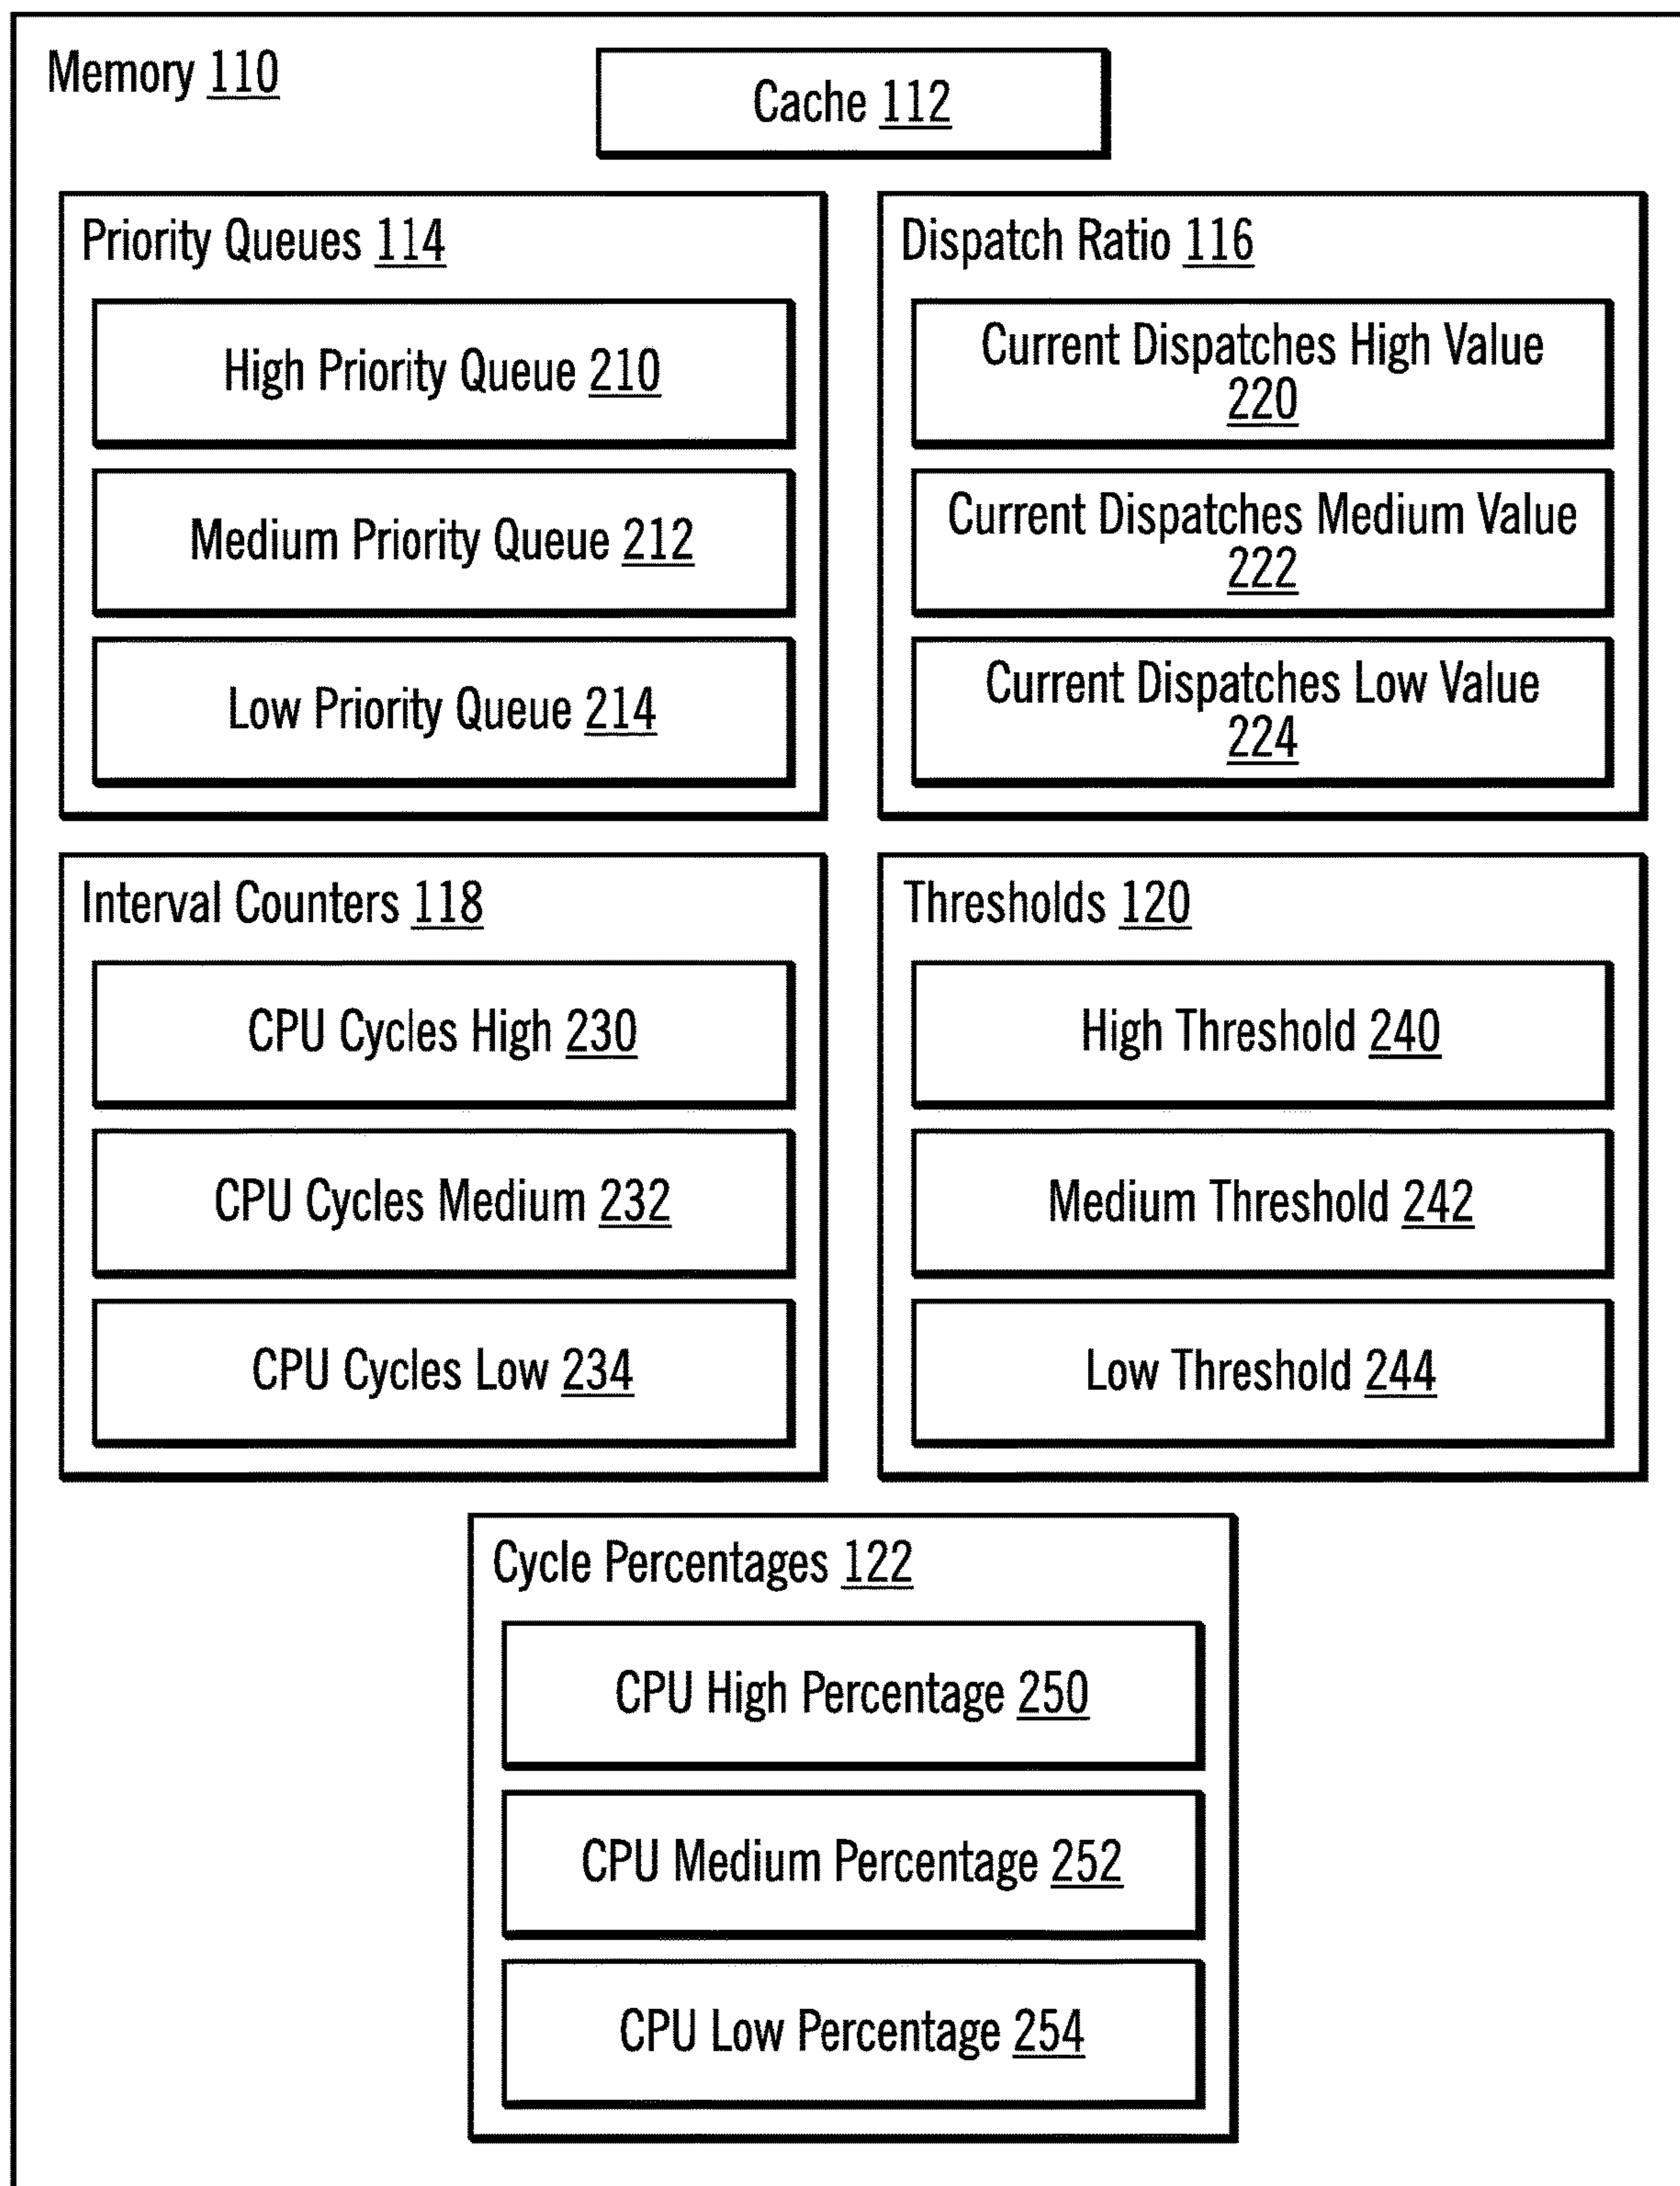 Memory 110
Cache 112
Priority Queues 114
High Priority Queue 210
Medium Priority Queue 212
Low Priority Queue 214
Dispatch Ratio 116
Current Dispatches High Value
220
Current Dispatches Medium Value
222
Current Dispatches Low Value
224
Interval Counters 118
CPU Cycles High 230
CPU Cycles Medium 232
CPU Cycles Low 234
Thresholds 120
High Threshold 240
Medium Threshold 242
Low Threshold 244
Cycle Percentages 122
CPU High Percentage 250
CPU Medium Percentage 252
CPU Low Percentage 254